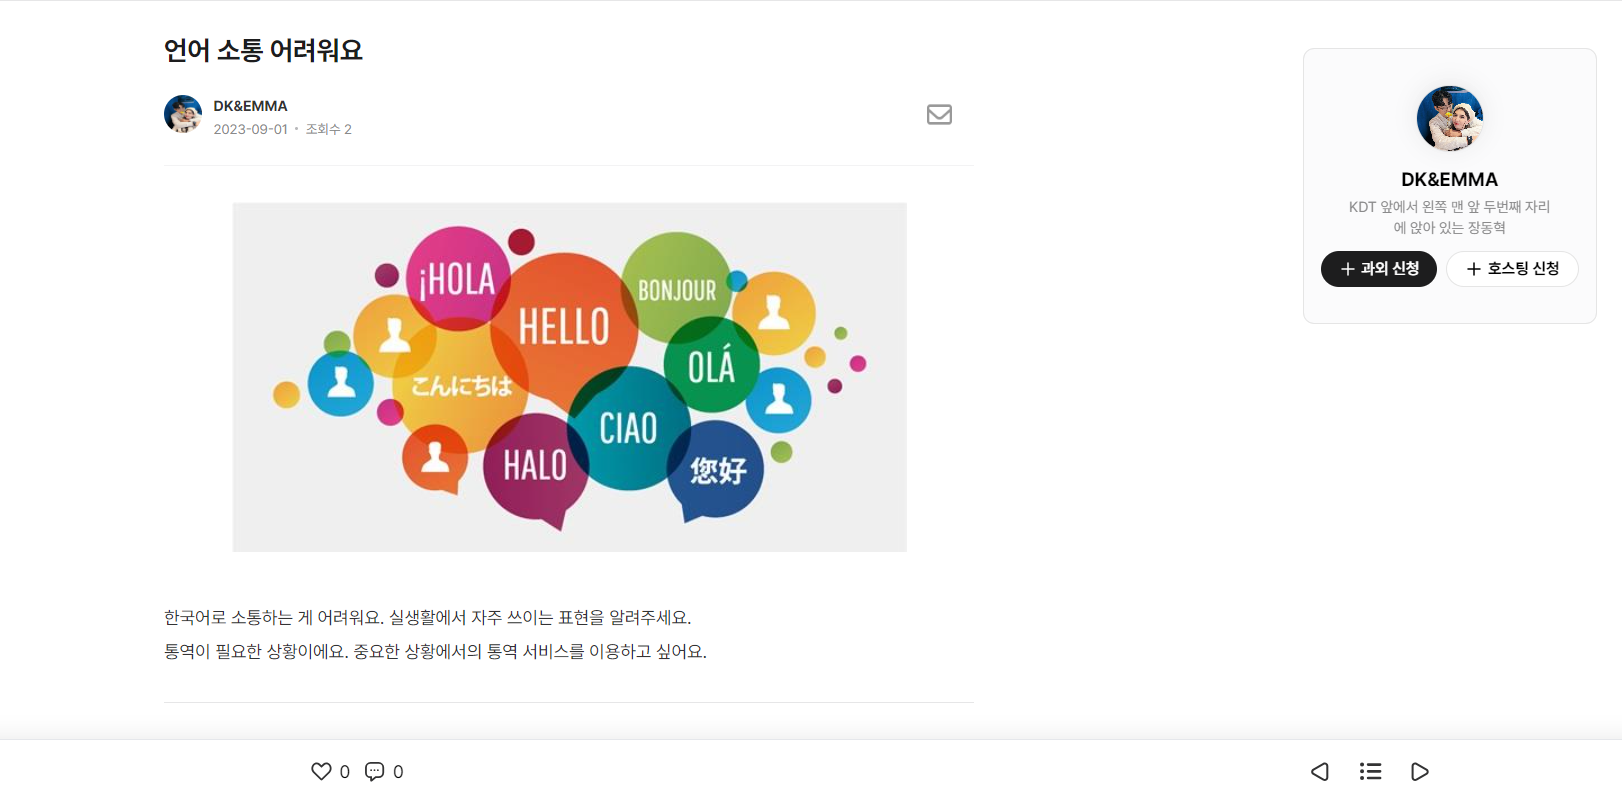 언어 소통 어려워요
DK&EMMA
2023-09-01 • 조회수 2
¡HOLA
HELLO
BONJOUR
こんにちは
OLÁ
CIAO
HALO
您好
한국어로 소통하는 게 어려워요. 실생활에서 자주 쓰이는 표현을 알려주세요.
통역이 필요한 상황이에요. 중요한 상황에서의 통역 서비스를 이용하고 싶어요.
DK&EMMA
KDT 앞에서 왼쪽 맨 앞 두번째 자리
에 앉아 있는 장동혁
+ 과외 신청
+ 호스팅 신청
0
0